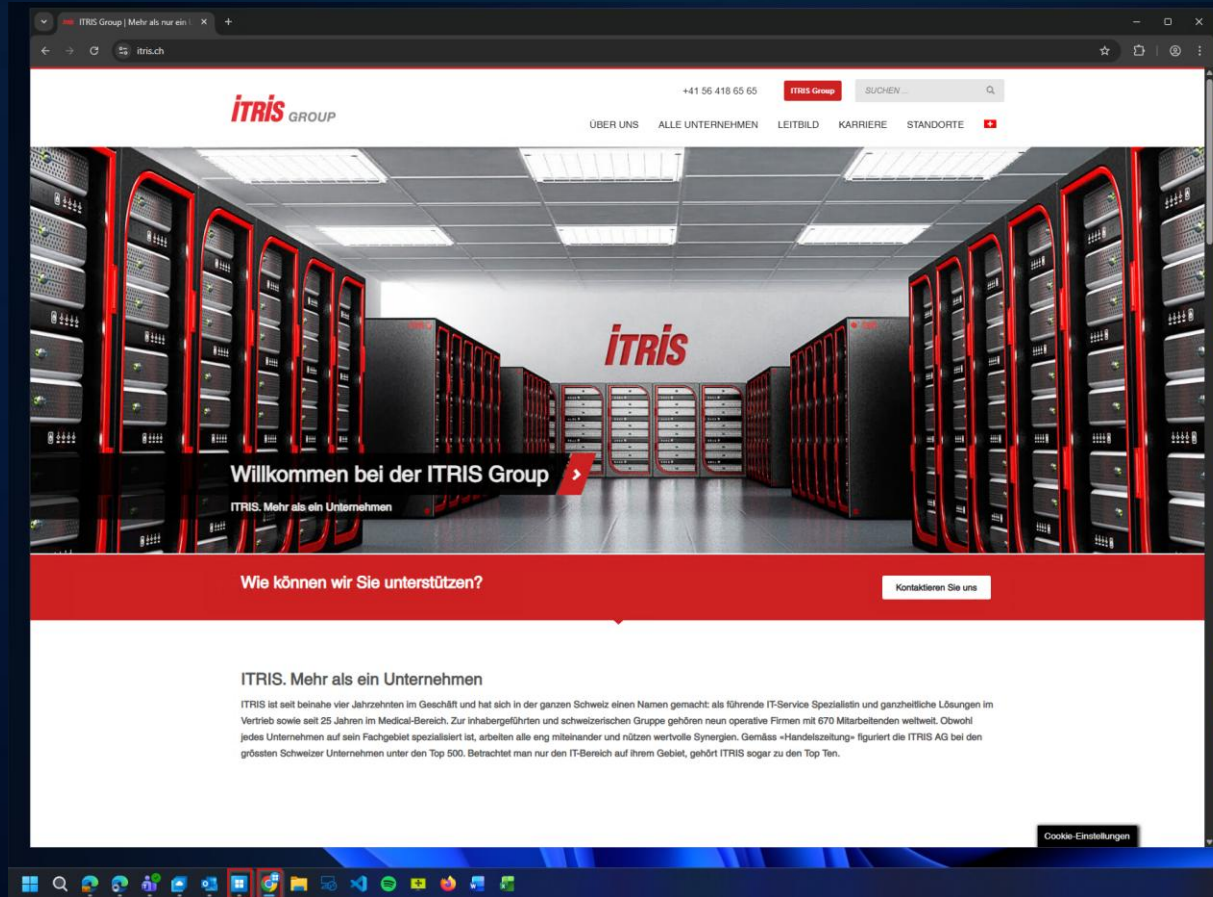 ITRIS Group | Mehr als nur ein U
itris.ch
+41 56 418 65 65
ITRIS Group
SUCHEN ...
iTRiS GROUP
ÜBER UNS ALLE UNTERNEHMEN LEITBILD KARRIERE STANDORTE
iTRiS
Willkommen bei der ITRIS Group
ITRIS. Mehr als ein Unternehmen
Wie können wir Sie unterstützen?
Kontaktieren Sie uns
ITRIS. Mehr als ein Unternehmen
ITRIS ist seit beinahe vier Jahrzehnten im Geschäft und hat sich in der ganzen Schweiz einen Namen gemacht: als führende IT-Service Spezialistin und ganzheitliche Lösungen im
Vertrieb sowie seit 25 Jahren im Medical-Bereich. Zur inhabergeführten und schweizerischen Gruppe gehören neun operative Firmen mit 670 Mitarbeitenden weltweit. Obwohl
jedes Unternehmen auf sein Fachgebiet spezialisiert ist, arbeiten alle eng miteinander und nützen wertvolle Synergien. Gemäss «Handelszeitung» figuriert die ITRIS AG bei den
grössten Schweizer Unternehmen unter den Top 500. Betrachtet man nur den IT-Bereich auf ihrem Gebiet, gehört ITRIS sogar zu den Top Ten.
Cookie-Einstellungen